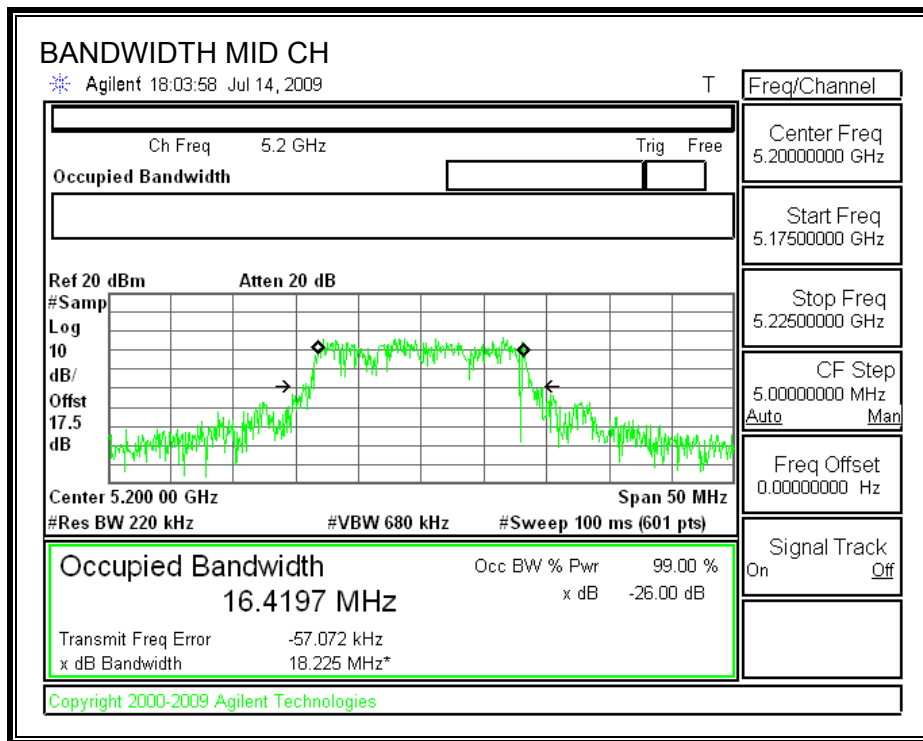 BANDWIDTH MID CH
Agilent 18:03:58 Jul 14, 2009 T
Freq/Channel
Ch Freq 5.2 GHz Trig Free
Occupied Bandwidth
Center Freq
5.20000000 GHz
Start Freq
5.17500000 GHz
Stop Freq
5.22500000 GHz
CF Step
5.00000000 MHz
Auto Man
Freq Offset
0.00000000 Hz
Signal Track
On Off
Ref 20 dBm Atten 20 dB
#Samp
Log
10
dB/
Offst
17.5
dB
Center 5.200 00 GHz Span 50 MHz
#Res BW 220 kHz #VBW 680 kHz #Sweep 100 ms (601 pts)
Occupied Bandwidth
16.4197 MHz
Occ BW % Pwr 99.00 %
x dB -26.00 dB
Transmit Freq Error -57.072 kHz
x dB Bandwidth 18.225 MHz*
Copyright 2000-2009 Agilent Technologies